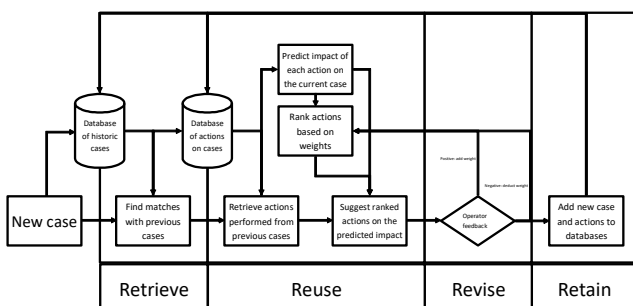 Predict impact of
each action on
the current case
Database
of historic
cases
Database
of actions
on cases
Rank actions
based on
weights
Positive: add weight
Negative: deduct weight
New case
Find matches
with previous
cases
Retrieve actions
performed from
previous cases
Suggest ranked
actions on the
predicted impact
Operator
feedback
Add new case
and actions to
databases
Retrieve
Reuse
Revise
Retain